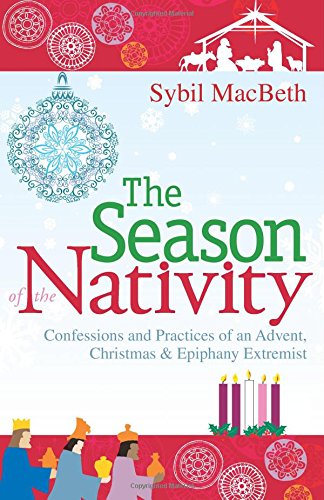 Sybil MacBeth
The
Season
of the
Nativity
Confessions and Practices of an Advent,
Christmas & Epiphany Extremist